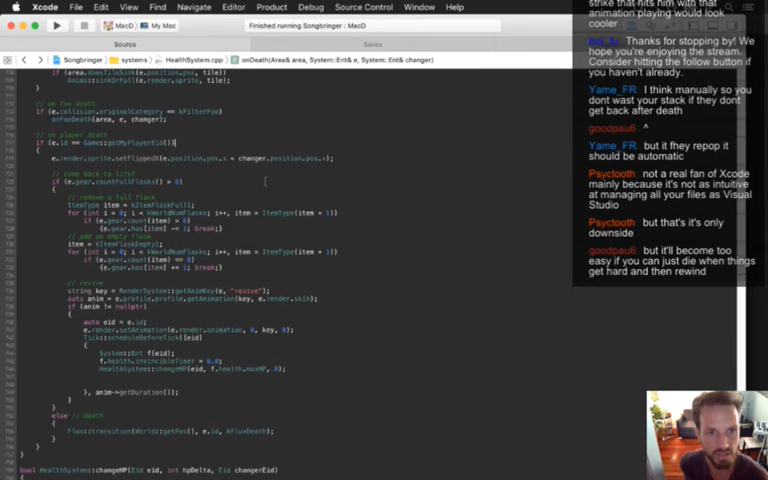 Xcode File Edit View Find Navigate Editor Product Debug Source Control Window Help
MacD My Mac Finished running Songbringer : MacD
Source Saves
Songbringer systems HealthSystem.cpp onDeath(Area& area, System::Ent& e, System::Ent& changer)
if (area.doesTileSink(e.position.pos, tile))
Anims::sinkOrFall(e.render.sprite, tile);
}
// on foe death
if (e.collision.originalCategory == kFilterFoe)
onFoeDeath(area, e, changer);
// on player death
if (e.id == Game::getMyPlayerEid())
{
e.render.sprite.setFlippedX(e.position.pos.x < changer.position.pos.x);
// come back to life?
if (e.gear.countFullFlasks() > 0)
{
// remove a full flask
ItemType item = kItemFlaskFull1;
for (int i = 0; i < kWorldNumFlasks; i++, item = ItemType(item + 1))
if (e.gear.count(item) > 0)
{e.gear.has[item] -= 1; break;}
// add an empty flask
item = kItemFlaskEmpty1;
for (int i = 0; i < kWorldNumFlasks; i++, item = ItemType(item + 1))
if (e.gear.count(item) == 0)
{e.gear.has[item] += 1; break;}
// revive
string key = RenderSystem::getAnimKey(e, "revive");
auto anim = e.profile.profile.getAnimation(key, e.render.skin);
if (anim != nullptr)
{
auto eid = e.id;
e.render.setAnimation(e.render.animation, 0, key, 0);
Tick::scheduleBeforeTick([eid]
{
System::Ent f(eid);
f.health.invincibleTimer = 0.0;
HealthSystem::changeHP(eid, f.health.maxHP, 0);
}, anim->getDuration());
}
}
else // death
Flux::transition(World::getPos(), e.id, kFluxDeath);
}
}
bool HealthSystem::changeHP(Eid eid, int hpDelta, Eid changerEid)
{
strike that hits him with that
animation playing would look
cooler
Thanks for stopping by! We
hope you're enjoying the stream.
Consider hitting the follow button if
you haven't already.
Yame_FR I think manually so you
dont wast your stack if they dont
get back after death
goodpau6 ^
Yame_FR but it fhey repop it
should be automatic
Psyctooth not a real fan of Xcode
mainly because it's not as intuitive
at managing all your files as Visual
Studio
Psyctooth but that's it's only
downside
goodpau6 but it'll become too
easy if you can just die when things
get hard and then rewind